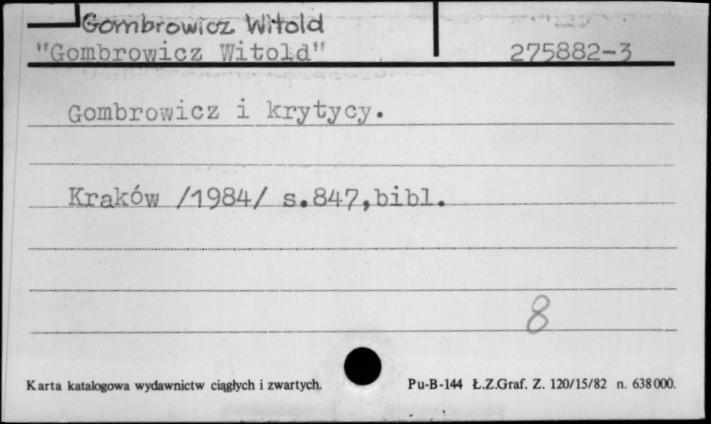 Gombrowicz Witold
"Gombrowicz Witold" 275882-3
Gombrowicz i krytycy.
Kraków /1984/ s.847,bibl.
8
Karta katalogowa wydawnictw ciągłych i zwartych. Pu-B-144 Ł.Z.Graf. Z. 120/15/82 n. 638000.